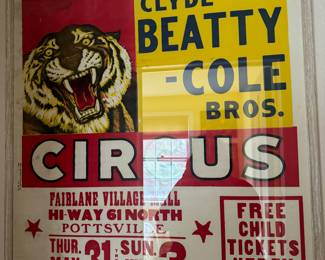 CLYDE
BEATTY
-COLE
BROS.
CIRCUS
FAIRLANE VILLAGE MALL
HI-WAY 61 NORTH
POTTSVILLE
THUR. SUN.
MAY 31 3
FREE
CHILD
TICKETS